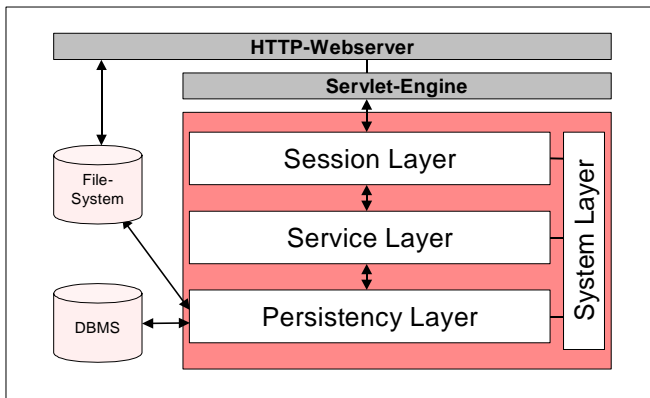 HTTP-Webserver
Servlet-Engine
Session Layer
File-
System
Service Layer
System Layer
Persistency Layer
DBMS